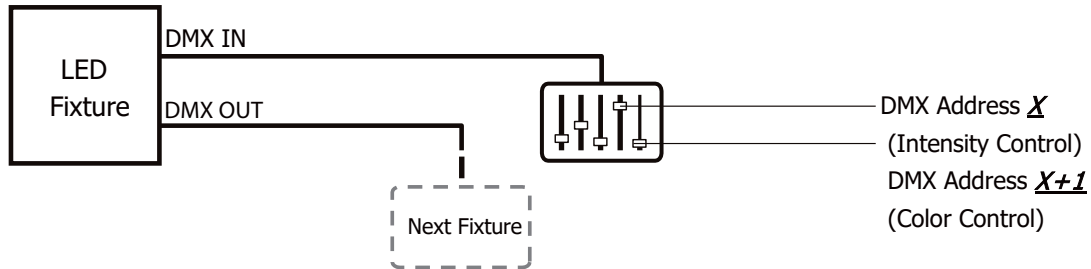 DMX IN
LED
Fixture
DMX OUT
DMX Address X
(Intensity Control)
DMX Address X+1
(Color Control)
Next Fixture